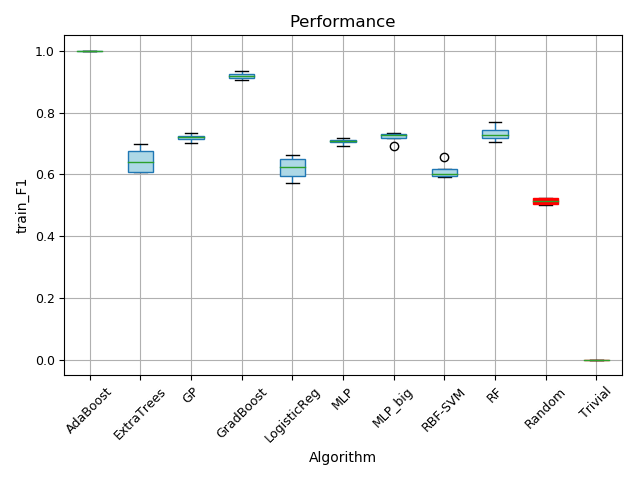 Performance
train_F1
1.0
0.8
0.6
0.4
0.2
0.0
AdaBoost
ExtraTrees
GP
GradBoost
LogisticReg
MLP
MLP_big
RBF-SVM
RF
Random
Trivial
Algorithm